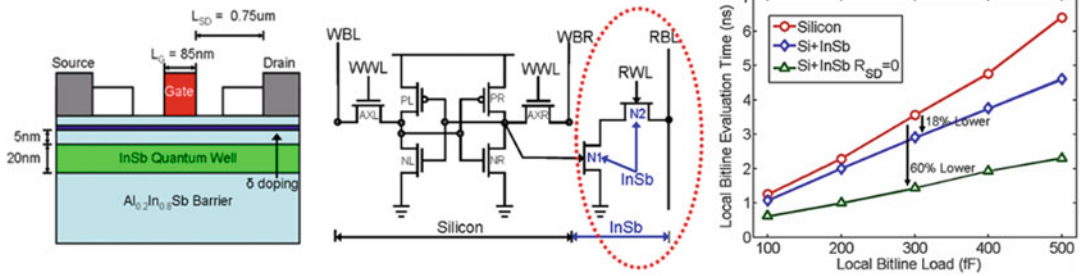 L_SD = 0.75um
L_G = 85nm
Source
Drain
Gate
5nm
20nm
InSb Quantum Well
δ doping
Al0.2In0.8Sb Barrier
WBL
WBR
RBL
WWL
WWL
RWL
PL
PR
AXL
AXR
N2
NL
NR
N1
InSb
Silicon
InSb
Local Bitline Evaluation Time (ns)
7
6
5
4
3
2
1
0
Silicon
Si+InSb
Si+InSb R_SD=0
18% Lower
60% Lower
100
200
300
400
500
Local Bitline Load (fF)